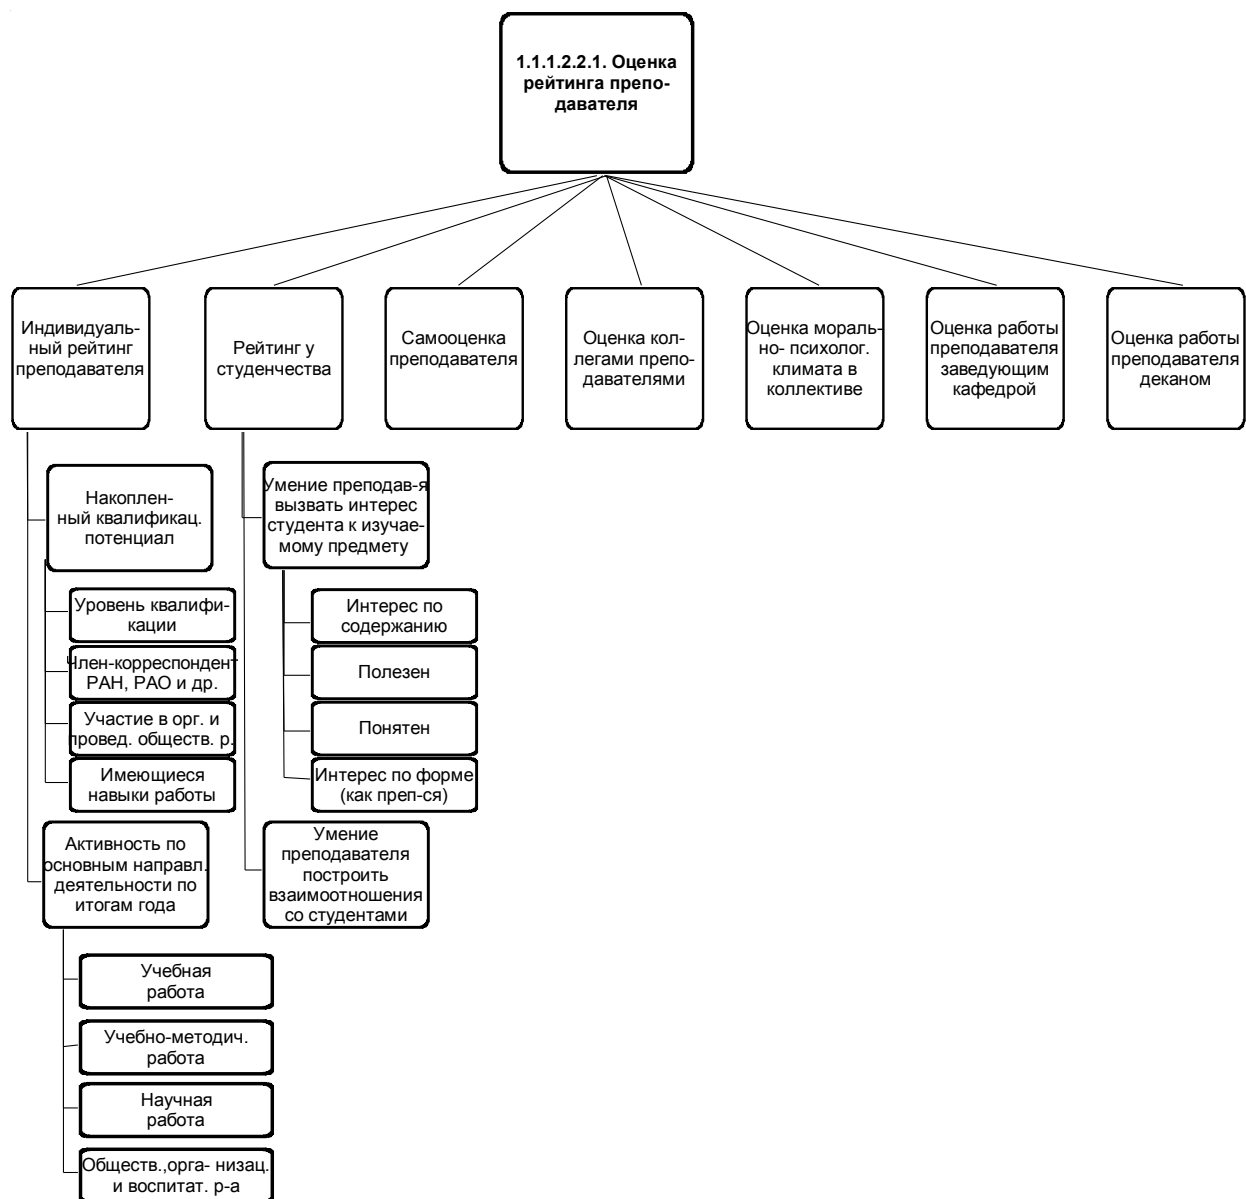 1.1.1.2.2.1. Оценка
рейтинга препо-
давателя
Индивидуаль-
ный рейтинг
преподавателя
Рейтинг у
студенчества
Самооценка
преподавателя
Оценка кол-
легами препо-
давателями
Оценка мораль-
но- психолог.
климата в
коллективе
Оценка работы
преподавателя
заведующим
кафедрой
Оценка работы
преподавателя
деканом
Накоплен-
ный квалификац.
потенциал
Уровень квалифи-
кации
Член-корреспондент
РАН, РАО и др.
Участие в орг. и
провед. обществ. р.
Имеющиеся
навыки работы
Активность по
основным направл.
деятельности по
итогам года
Учебная
работа
Учебно-методич.
работа
Научная
работа
Обществ.,орга- низац.
и воспитат. р-а
Умение преподав-я
вызвать интерес
студента к изучае-
мому предмету
Интерес по
содержанию
Полезен
Понятен
Интерес по форме
(как преп-ся)
Умение
преподавателя
построить
взаимоотношения
со студентами